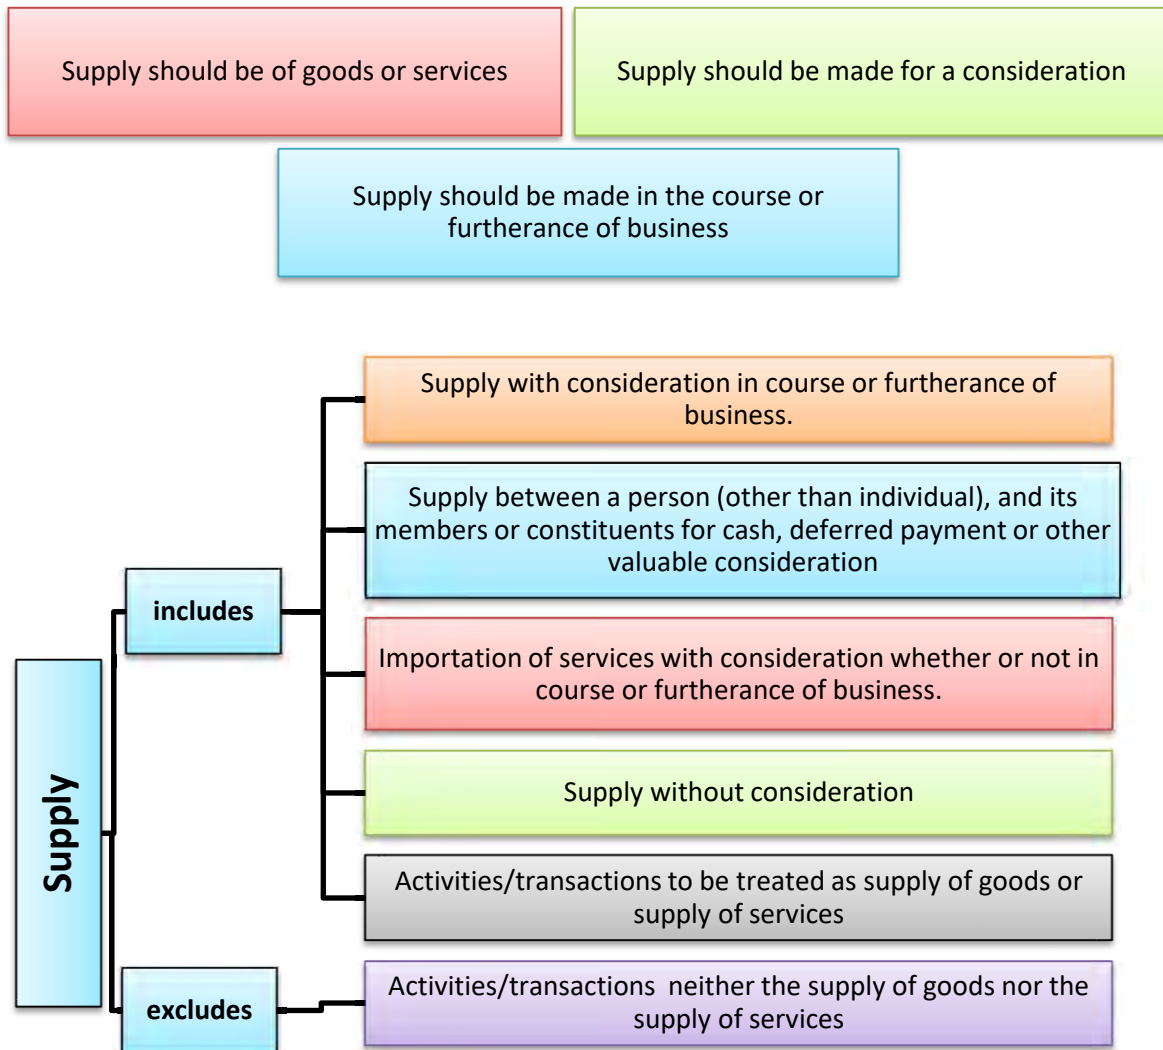 Supply should be of goods or services
Supply should be made for a consideration
Supply should be made in the course or
furtherance of business
Supply
includes
Supply with consideration in course or furtherance of
business.
Supply between a person (other than individual), and its
members or constituents for cash, deferred payment or other
valuable consideration
Importation of services with consideration whether or not in
course or furtherance of business.
Supply without consideration
Activities/transactions to be treated as supply of goods or
supply of services
excludes
Activities/transactions neither the supply of goods nor the
supply of services